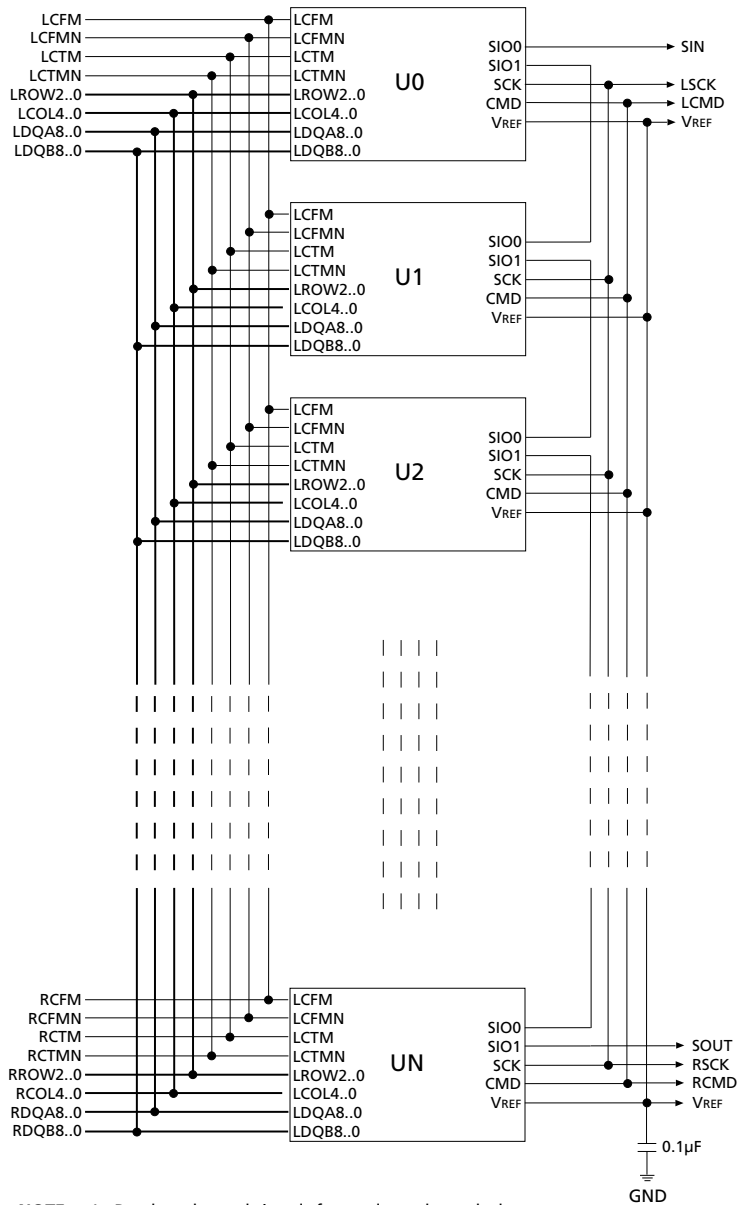 LCFM
LCFMN
LCTM
LCTMN
LROW2..0
LCOL4..0
LDQA8..0
LDQB8..0
LCFM
LCFMN
LCTM
LCTMN
LROW2..0
LCOL4..0
LDQA8..0
LDQB8..0
U0
SIO0
SIO1
SCK
CMD
VREF
SIN
LSCK
LCMD
VREF
LCFM
LCFMN
LCTM
LCTMN
LROW2..0
LCOL4..0
LDQA8..0
LDQB8..0
U1
SIO0
SIO1
SCK
CMD
VREF
LCFM
LCFMN
LCTM
LCTMN
LROW2..0
LCOL4..0
LDQA8..0
LDQB8..0
U2
SIO0
SIO1
SCK
CMD
VREF
RCFM
RCFMN
RCTM
RCTMN
RROW2..0
RCOL4..0
RDQA8..0
RDQB8..0
LCFM
LCFMN
LCTM
LCTMN
LROW2..0
LCOL4..0
LDQA8..0
LDQB8..0
UN
SIO0
SIO1
SCK
CMD
VREF
SOUT
RSCK
RCMD
VREF
0.1µF
GND